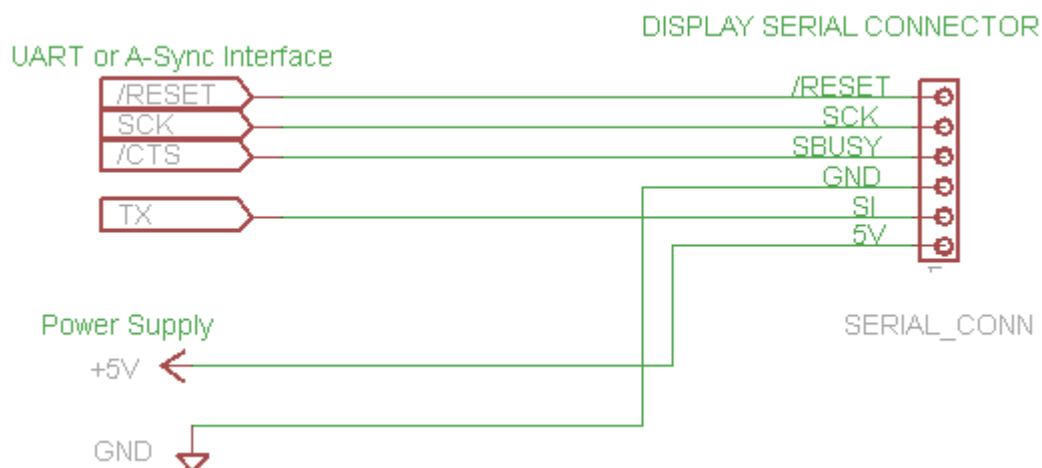 DISPLAY SERIAL CONNECTOR
UART or A-Sync Interface
/RESET
SCK
/CTS
TX
/RESET
SCK
SBUSY
GND
SI
5V
1
SERIAL_CONN
Power Supply
+5V
GND